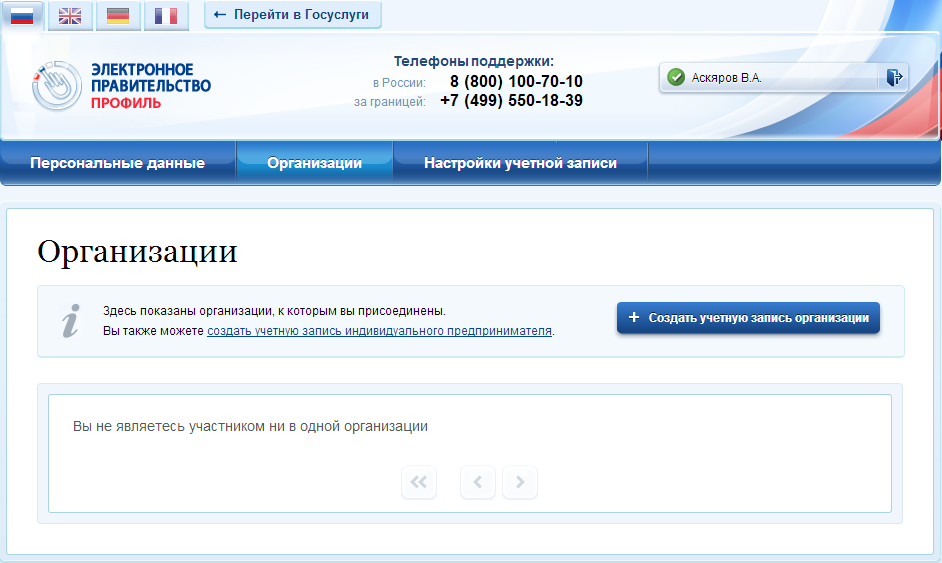 ← Перейти в Госуслуги
ЭЛЕКТРОННОЕ
ПРАВИТЕЛЬСТВО
ПРОФИЛЬ
Телефоны поддержки:
в России: 8 (800) 100-70-10
за границей: +7 (499) 550-18-39
Аскяров В.А.
Персональные данные
Организации
Настройки учетной записи
Организации
Здесь показаны организации, к которым вы присоединены.
Вы также можете создать учетную запись индивидуального предпринимателя.
+ Создать учетную запись организации
Вы не являетесь участником ни в одной организации